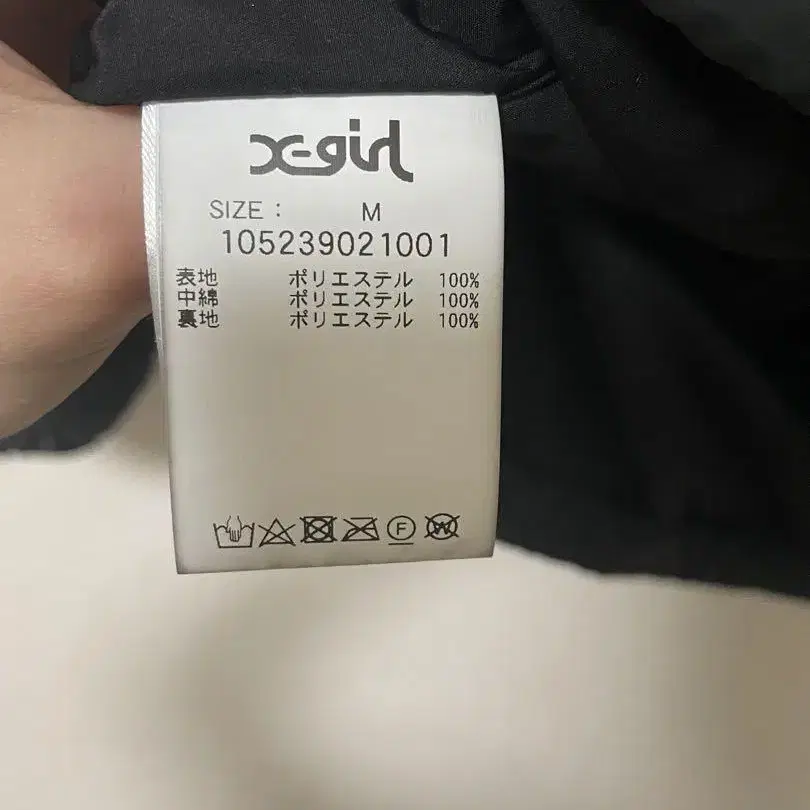 X-girl
SIZE : M
105239021001
表地 ポリエステル 100%
中綿 ポリエステル 100%
裏地 ポリエステル 100%
F W